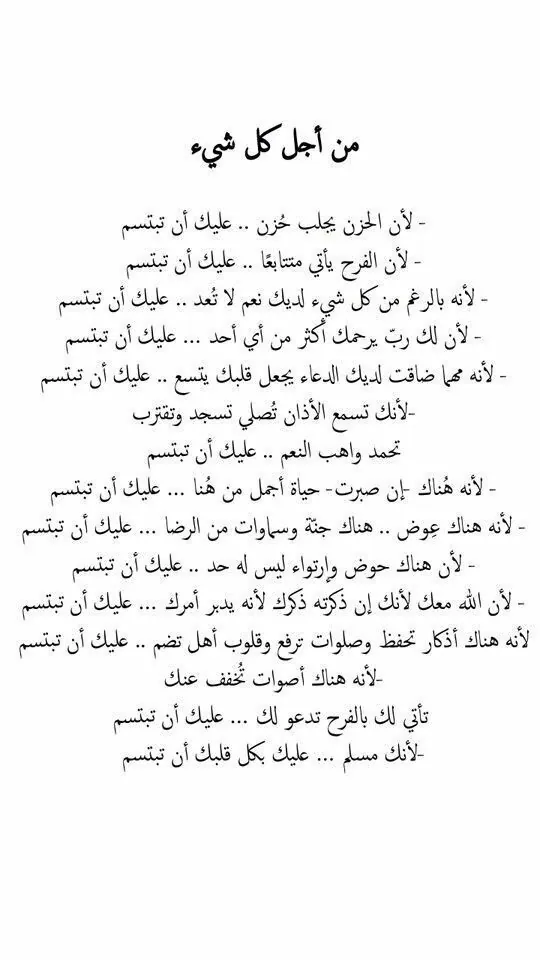 من أجل كل شيء
- لأن الحزن يجلب حُزن .. عليك أن تبتسم
- لأن الفرح يأتي متتابعًا .. عليك أن تبتسم
- لأنه بالرغم من كل شيء لديك نعم لا تُعد .. عليك أن تبتسم
- لأن لك ربّ يرحمك أكثر من أي أحد ... عليك أن تبتسم
- لأنه مهما ضاقت لديك الدعاء يجعل قلبك يتسع .. عليك أن تبتسم
-لأنك تسمع الأذان تُصلي تسجد وتقترب
تحمد واهب النعم .. عليك أن تبتسم
- لأنه هُناك -إن صبرت- حياة أجمل من هُنا ... عليك أن تبتسم
- لأنه هناك عِوض .. هناك جنّة وسماوات من الرضا ... عليك أن تبتسم
- لأن هناك حوض وإرتواء ليس له حد .. عليك أن تبتسم
- لأن الله معك لأنك إن ذكرته ذكرك لأنه يدبر أمرك ... عليك أن تبتسم
لأنه هناك أذكار تحفظ وصلوات ترفع وقلوب أهل تضم .. عليك أن تبتسم
-لأنه هناك أصوات تُخفف عنك
تأتي لك بالفرح تدعو لك ... عليك أن تبتسم
-لأنك مسلم ... عليك بكل قلبك أن تبتسم